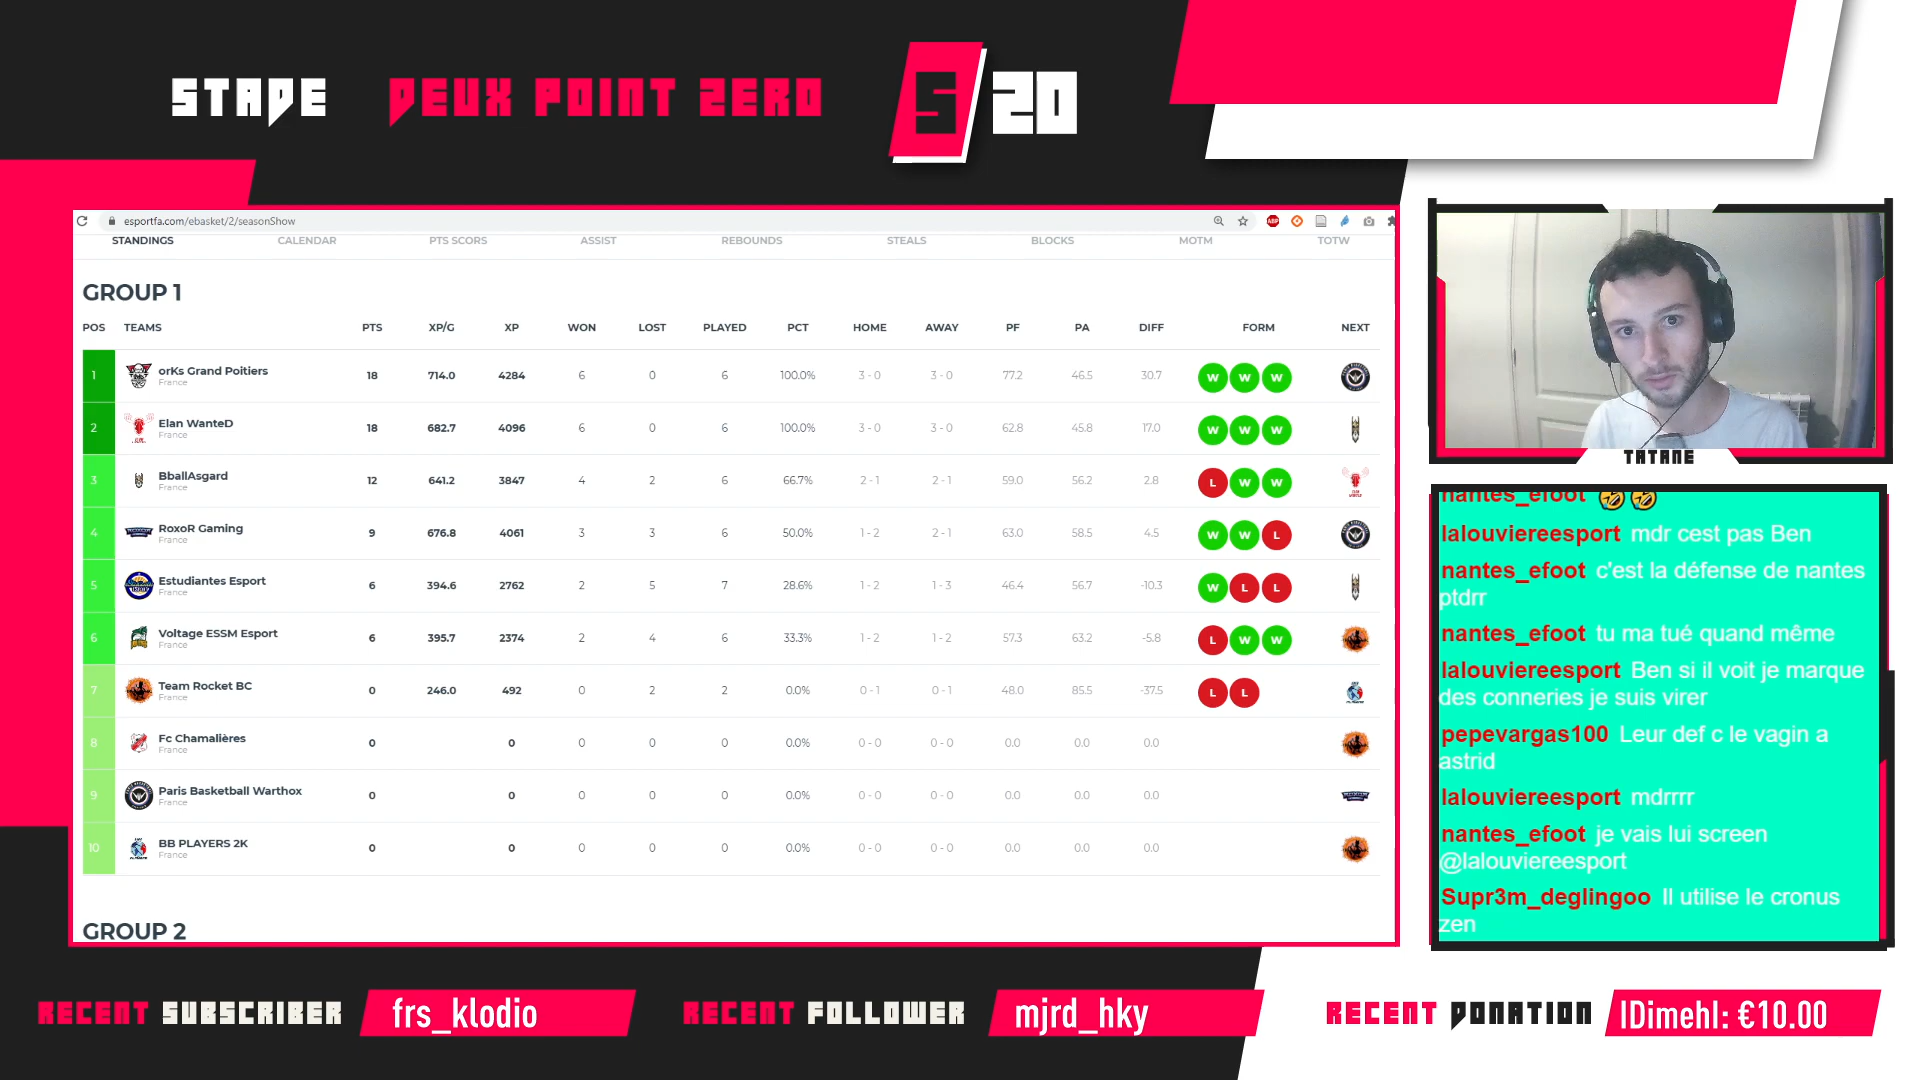 STADE DEUX POINT ZERO S/20
esportfa.com/ebasket/2/seasonShow
ABP
STANDINGS CALENDAR PTS SCORS ASSIST REBOUNDS STEALS BLOCKS MOTM TOTW
GROUP 1
POS TEAMS PTS XP/G XP WON LOST PLAYED PCT HOME AWAY PF PA DIFF FORM NEXT
1 orKs Grand Poitiers 18 714.0 4284 6 0 6 100.0% 3 - 0 3 - 0 77.2 46.5 30.7 W W W
France
2 Elan WanteD 18 682.7 4096 6 0 6 100.0% 3 - 0 3 - 0 62.8 45.8 17.0 W W W
France
3 BballAsgard 12 641.2 3847 4 2 6 66.7% 2 - 1 2 - 1 59.0 56.2 2.8 L W W
France
4 RoxoR Gaming 9 676.8 4061 3 3 6 50.0% 1 - 2 2 - 1 63.0 58.5 4.5 W W L
France
5 Estudiantes Esport 6 394.6 2762 2 5 7 28.6% 1 - 2 1 - 3 46.4 56.7 -10.3 W L L
France
6 Voltage ESSM Esport 6 395.7 2374 2 4 6 33.3% 1 - 2 1 - 2 57.3 63.2 -5.8 L W W
France
7 Team Rocket BC 0 246.0 492 0 2 2 0.0% 0 - 1 0 - 1 48.0 85.5 -37.5 L L
France
8 Fc Chamalières 0 0 0 0 0 0.0% 0 - 0 0 - 0 0.0 0.0 0.0
France
9 Paris Basketball Warthox 0 0 0 0 0 0.0% 0 - 0 0 - 0 0.0 0.0 0.0
France
10 BB PLAYERS 2K 0 0 0 0 0 0.0% 0 - 0 0 - 0 0.0 0.0 0.0
France
GROUP 2
TATANE
nantes_efoot 🤣🤣
lalouviereesport mdr cest pas Ben
nantes_efoot c'est la défense de nantes
ptdrr
nantes_efoot tu ma tué quand même
lalouviereesport Ben si il voit je marque
des conneries je suis virer
pepevargas100 Leur def c le vagin a
astrid
lalouviereesport mdrrrr
nantes_efoot je vais lui screen
@lalouviereesport
Supr3m_deglingoo Il utilise le cronus
zen
RECENT SUBSCRIBER frs_klodio RECENT FOLLOWER mjrd_hky RECENT DONATION IDimehl: €10.00